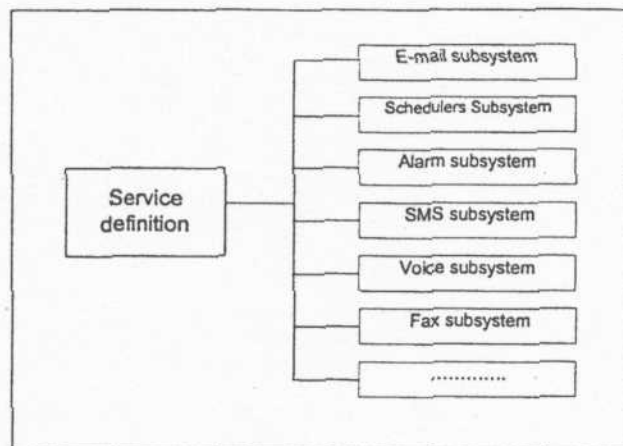 E-mail subsystem
Schedulers Subsystem
Alarm subsystem
Service
definition
SMS subsystem
Voice subsystem
Fax subsystem
............